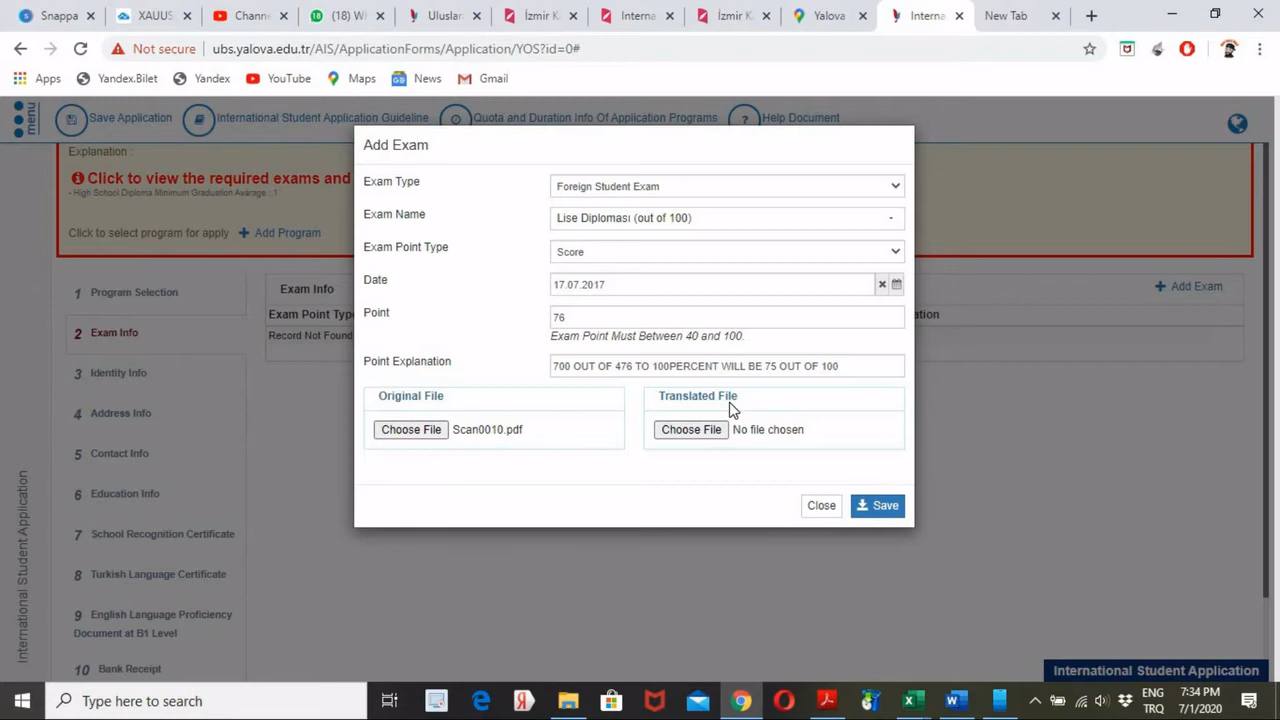 Snappa
XAUUS
Chann
(18) W
Uluslar
İzmir K
Interna
İzmir K
Yalova
Interna
New Tab
Not secure
ubs.yalova.edu.tr/AIS/ApplicationForms/Application/YOS?id=0#
Apps
Yandex.Bilet
Yandex
YouTube
Maps
News
Gmail
menu
Save Application
International Student Application Guideline
Quota and Duration Info Of Application Programs
? Help Document
Explanation :
Click to view the required exams and
- High School Diploma Minimum Graduation Avarage : 1
Click to select program for apply
+ Add Program
1 Program Selection
2 Exam Info
3 Identity Info
4 Address Info
5 Contact Info
6 Education Info
7 School Recognition Certificate
8 Turkish Language Certificate
9 English Language Proficiency
Document at B1 Level
10 Bank Receipt
International Student Application
Exam Info
+ Add Exam
Exam Point Type
Record Not Found
Add Exam
Exam Type
Foreign Student Exam
Exam Name
Lise Diploması (out of 100)
Exam Point Type
Score
Date
17.07.2017
Point
76
Exam Point Must Between 40 and 100.
Point Explanation
700 OUT OF 476 TO 100PERCENT WILL BE 75 OUT OF 100
Original File
Choose File Scan0010.pdf
Translated File
Choose File No file chosen
Close
Save
International Student Application
Type here to search
ENG
TRQ
7:34 PM
7/1/2020